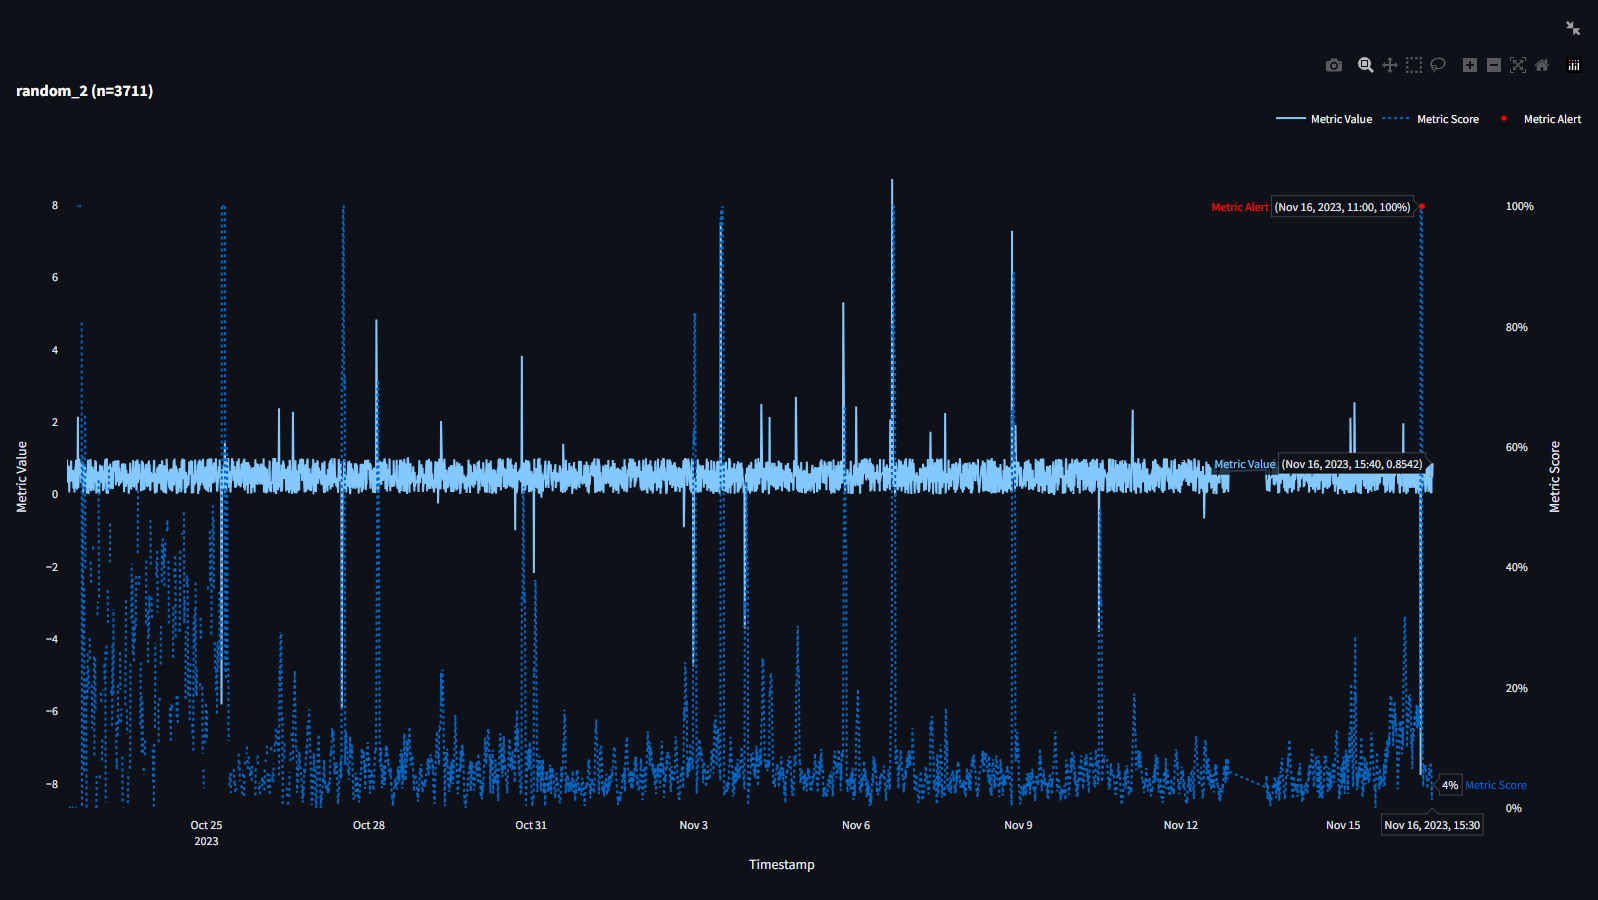 random_2 (n=3711)
Metric Value
Metric Score
Metric Alert
8
6
4
2
0
−2
−4
−6
−8
Metric Value
Metric Alert (Nov 16, 2023, 11:00, 100%)
Metric Value (Nov 16, 2023, 15:40, 0.8542)
4% Metric Score
100%
80%
60%
40%
20%
0%
Metric Score
Oct 25
2023
Oct 28
Oct 31
Nov 3
Nov 6
Nov 9
Nov 12
Nov 15
Nov 16, 2023, 15:30
Timestamp